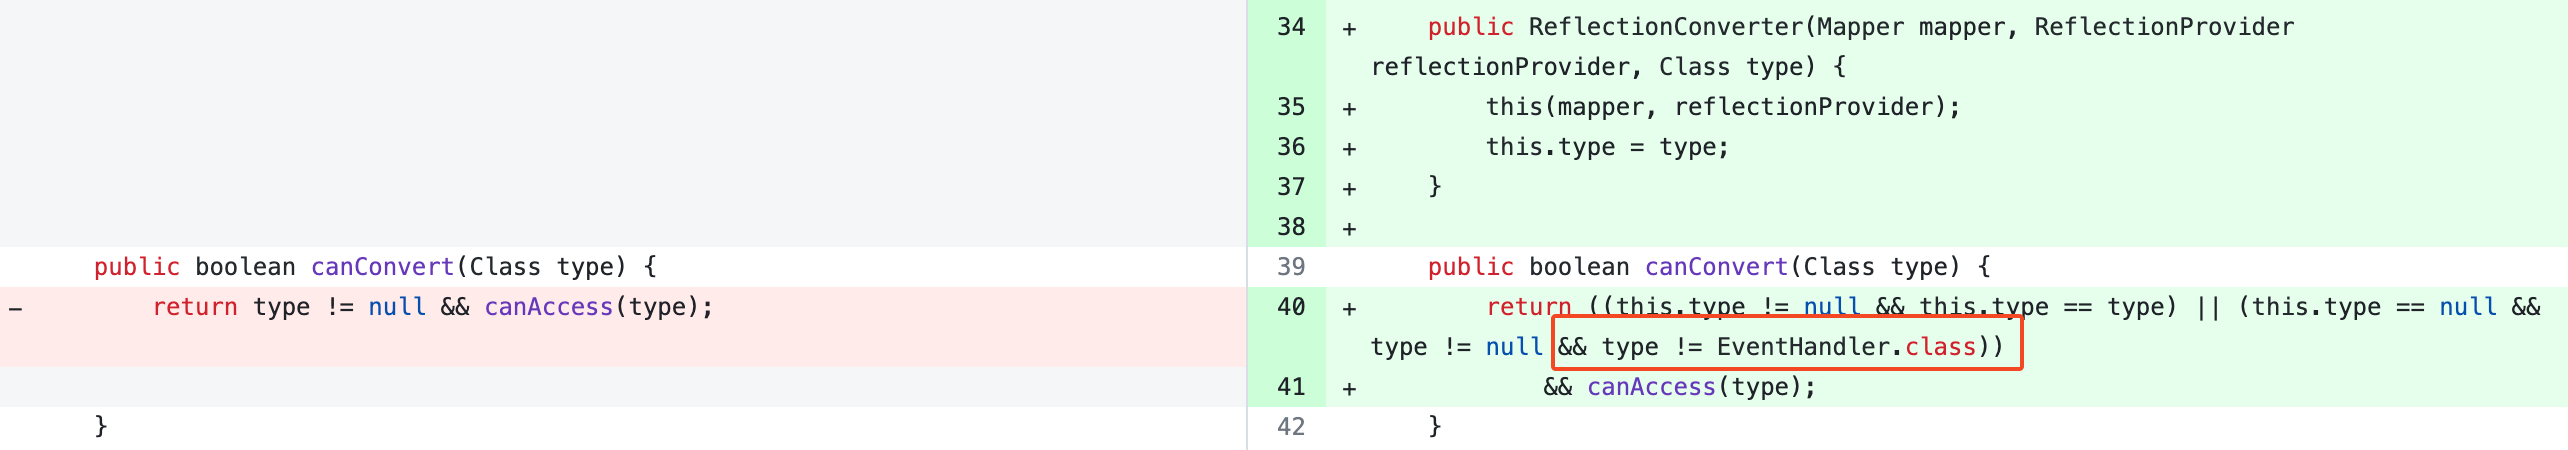 34 + public ReflectionConverter(Mapper mapper, ReflectionProvider
reflectionProvider, Class type) {
35 + this(mapper, reflectionProvider);
36 + this.type = type;
37 + }
38 +
public boolean canConvert(Class type) {
39 public boolean canConvert(Class type) {
- return type != null && canAccess(type);
40 + return ((this.type != null && this.type == type) || (this.type == null &&
type != null && type != EventHandler.class))
41 + && canAccess(type);
}
42 }